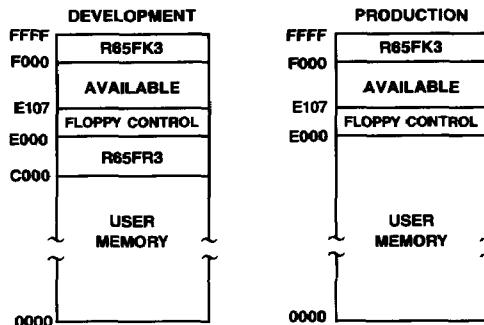 DEVELOPMENT
FFFF
R65FK3
F000
AVAILABLE
E107
FLOPPY CONTROL
E000
R65FR3
C000
USER
MEMORY
0000
PRODUCTION
FFFF
R65FK3
F000
AVAILABLE
E107
FLOPPY CONTROL
E000
USER
MEMORY
0000